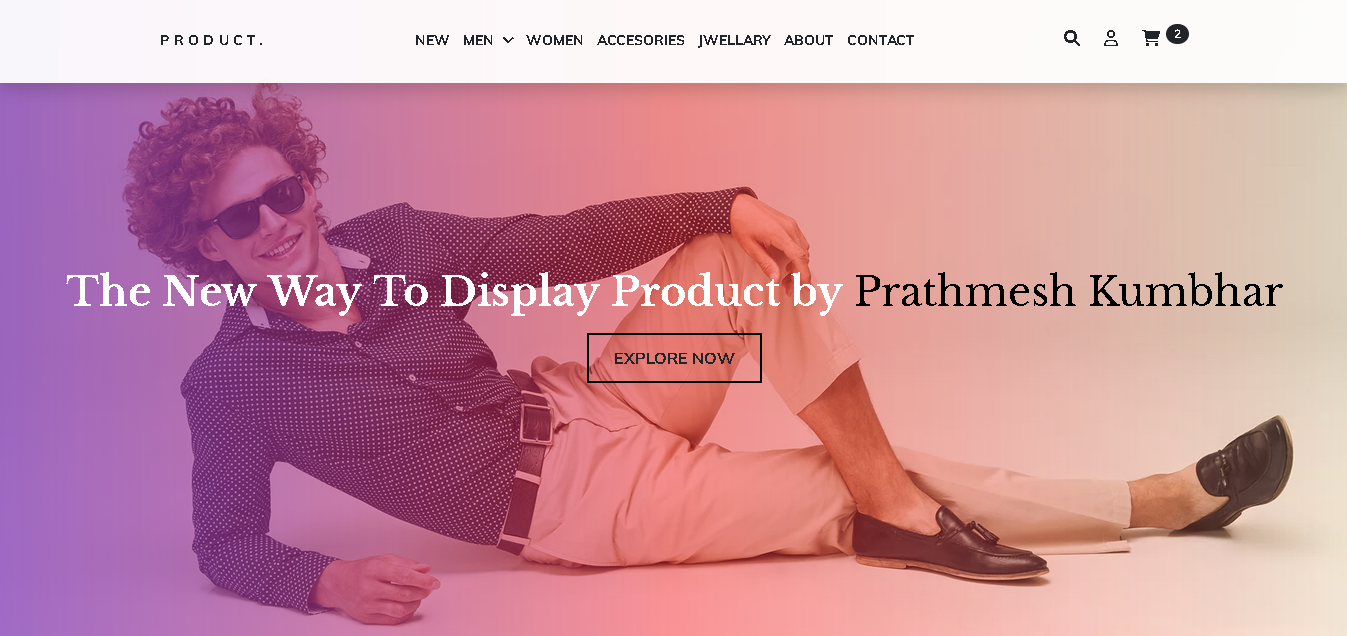 PRODUCT.
NEW MEN WOMEN ACCESORIES JWELLARY ABOUT CONTACT
2
The New Way To Display Product by Prathmesh Kumbhar
EXPLORE NOW